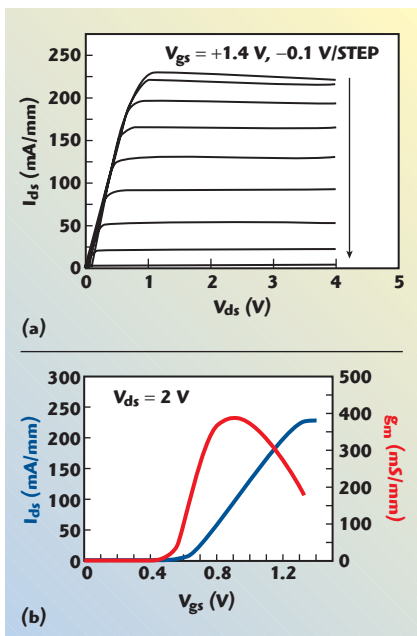 V_gs = +1.4 V, –0.1 V/STEP
250
200
150
100
50
0
I_ds (mA/mm)
0 1 2 3 4 5
V_ds (V)
(a)
V_ds = 2 V
300
250
200
150
100
50
0
I_ds (mA/mm)
500
400
300
200
100
0
g_m (mS/mm)
0 0.4 0.8 1.2
V_gs (V)
(b)